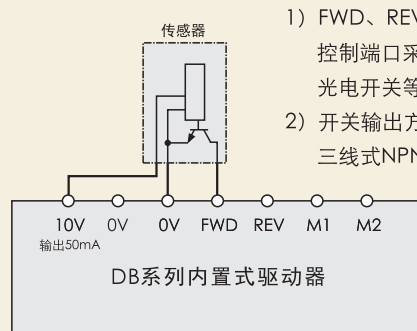 传感器
1）FWD、REV
控制端口采
光电开关等
2）开关输出方
三线式NPN
10V 0V 0V FWD REV M1 M2
输出50mA
DB系列内置式驱动器